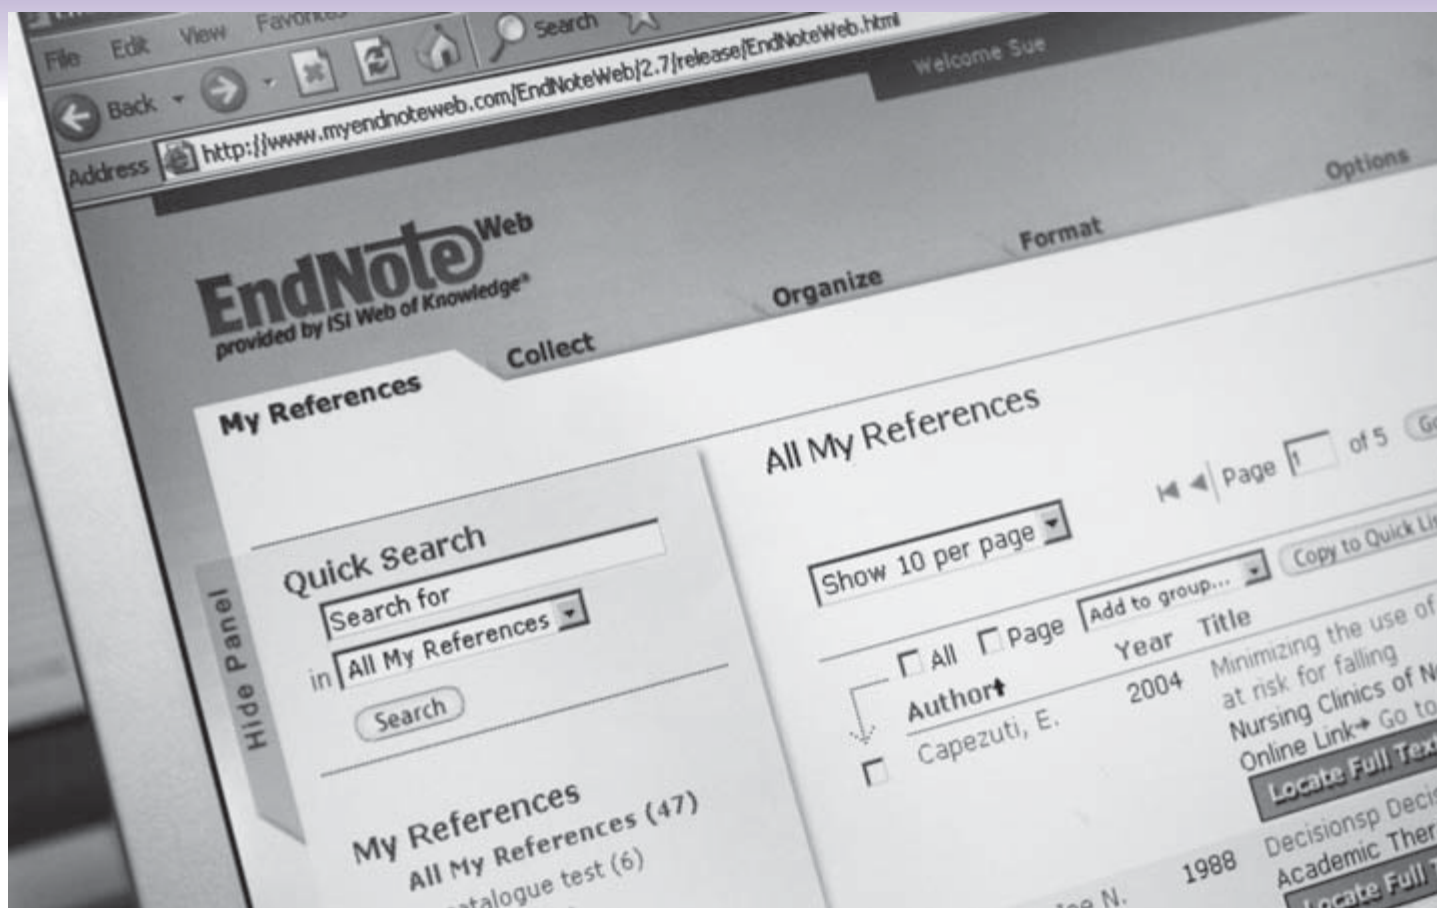 File Edit View Favorites
Back Search
Address http://www.myendnoteweb.com/EndNoteWeb/2.7/release/EndNoteWeb.html
Welcome Sue
EndNote Web
provided by ISI Web of Knowledge®
My References Collect Organize Format Options
Hide Panel
Quick Search
Search for
in All My References
Search
My References
All My References (47)
atalogue test (6)
All My References
Show 10 per page
Page 1 of 5 Go
All Page Add to group... Copy to Quick Li
Author Year Title
Capezuti, E. 2004 Minimizing the use of
at risk for falling
Nursing Clinics of N
Online Link Go to
Locate Full Text
N. 1988 Decisionsp Decis
Academic Ther
Locate Full T